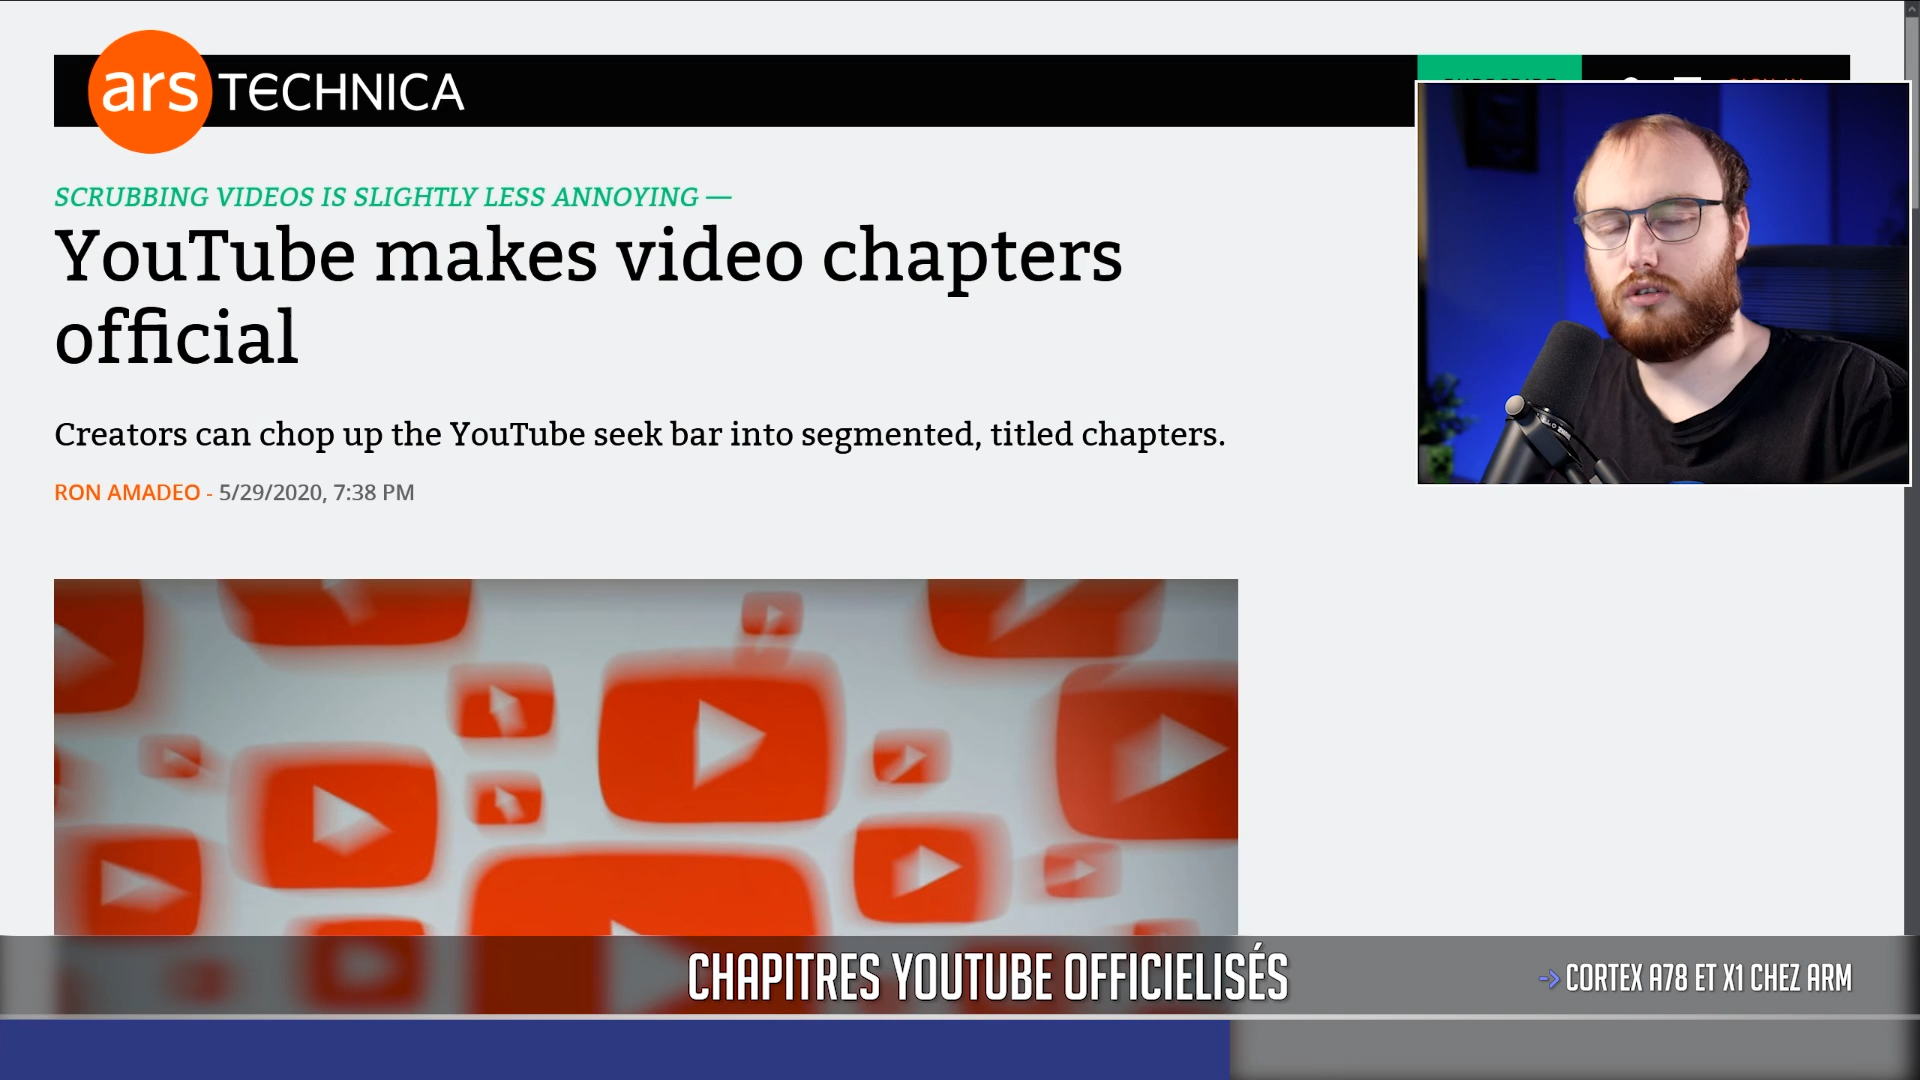 ars TECHNICA
SCRUBBING VIDEOS IS SLIGHTLY LESS ANNOYING —
YouTube makes video chapters
official
Creators can chop up the YouTube seek bar into segmented, titled chapters.
RON AMADEO - 5/29/2020, 7:38 PM
CHAPITRES YOUTUBE OFFICIELISÉS
-> CORTEX A78 ET X1 CHEZ ARM